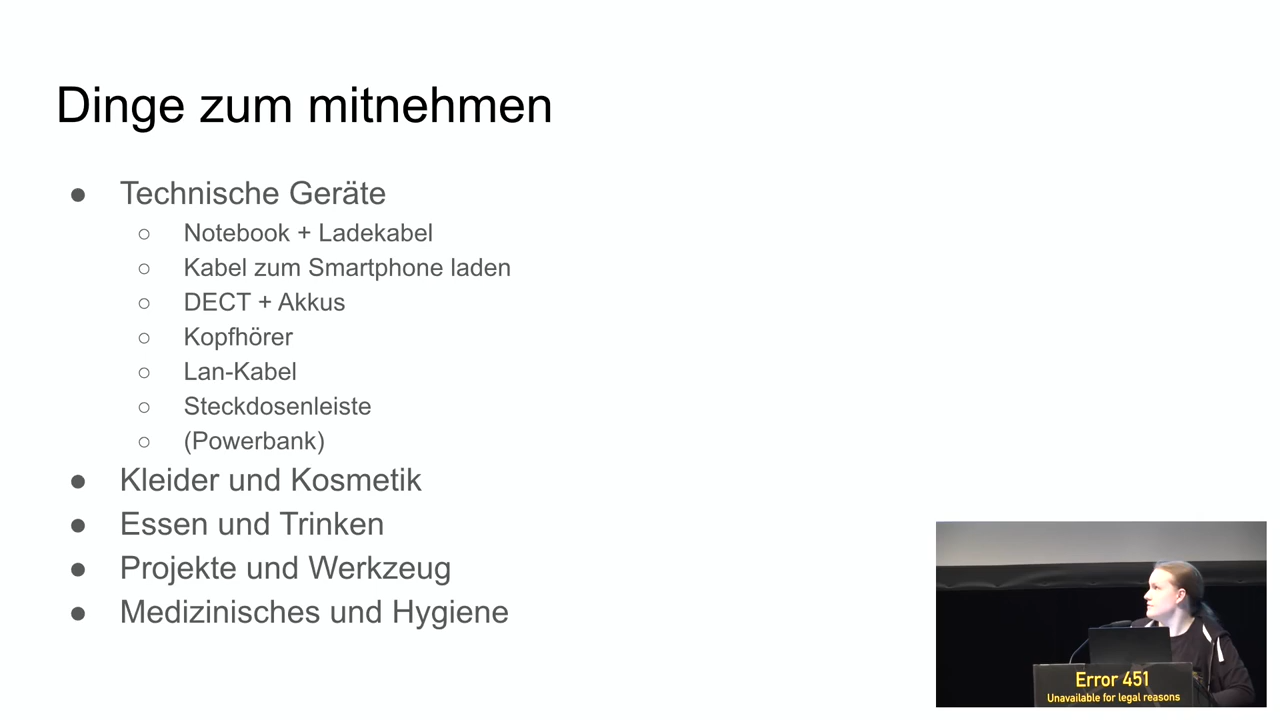 Dinge zum mitnehmen
● Technische Geräte
○ Notebook + Ladekabel
○ Kabel zum Smartphone laden
○ DECT + Akkus
○ Kopfhörer
○ Lan-Kabel
○ Steckdosenleiste
○ (Powerbank)
● Kleider und Kosmetik
● Essen und Trinken
● Projekte und Werkzeug
● Medizinisches und Hygiene
Error 451
Unavailable for legal reasons